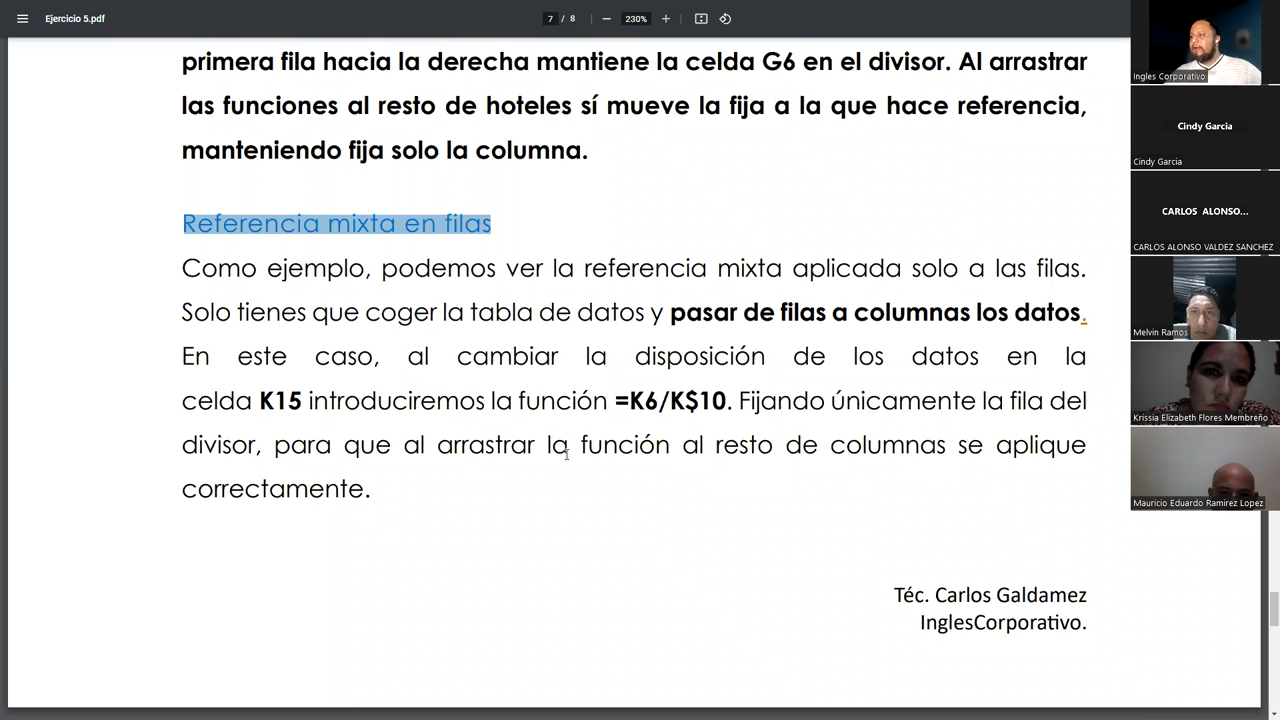 Ejercicio 5.pdf
7 / 8
230%
primera fila hacia la derecha mantiene la celda G6 en el divisor. Al arrastrar
las funciones al resto de hoteles sí mueve la fija a la que hace referencia,
manteniendo fija solo la columna.
Referencia mixta en filas
Como ejemplo, podemos ver la referencia mixta aplicada solo a las filas.
Solo tienes que coger la tabla de datos y pasar de filas a columnas los datos.
En este caso, al cambiar la disposición de los datos en la
celda K15 introduciremos la función =K6/K$10. Fijando únicamente la fila del
divisor, para que al arrastrar la función al resto de columnas se aplique
correctamente.
Téc. Carlos Galdamez
InglesCorporativo.
Ingles Corporativo
Cindy Garcia
Cindy Garcia
CARLOS ALONSO...
CARLOS ALONSO VALDEZ SANCHEZ
Melvin Ramos
Krissia Elizabeth Flores Membreño
Mauricio Eduardo Ramirez Lopez